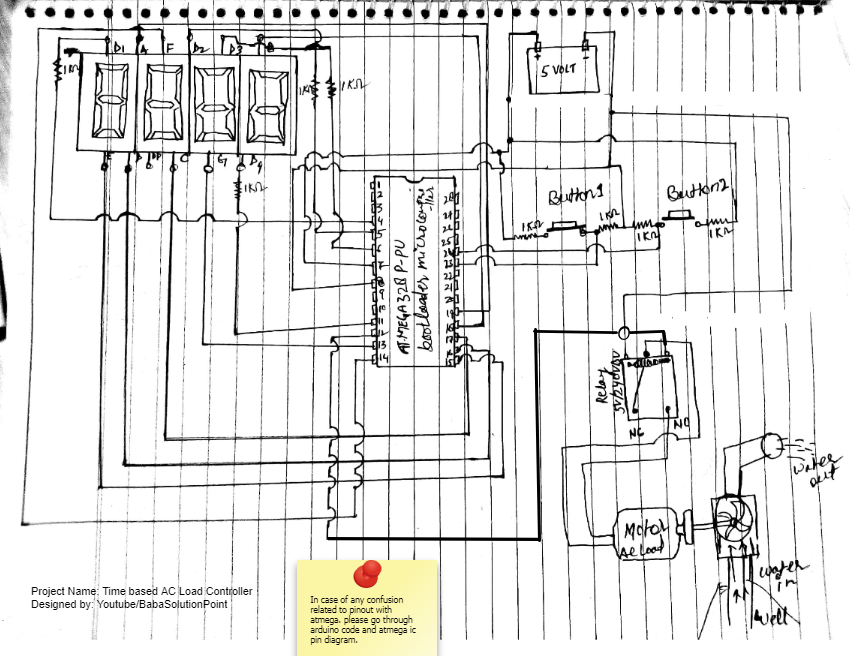 D1 A F D2 D3 B
1KΩ
1KΩ 1KΩ
5 VOLT
+ -
E D DP C G D4
1KΩ
Button1 Button2
1KΩ 1KΩ 1KΩ 1KΩ
ATMEGA328P-PU
bootloader
1
2
3
4
5
6
7
8
9
10
11
12
13
14
28
27
26
25
24
23
22
21
20
19
18
17
16
15
Relay
5V/240V
NC NO
Motor
AC Load
water out
water in
Well
Project Name: Time based AC Load Controller
Designed by: Youtube/BabaSolutionPoint
In case of any confusion
related to pinout with
atmega, please go through
arduino code and atmega ic
pin diagram.